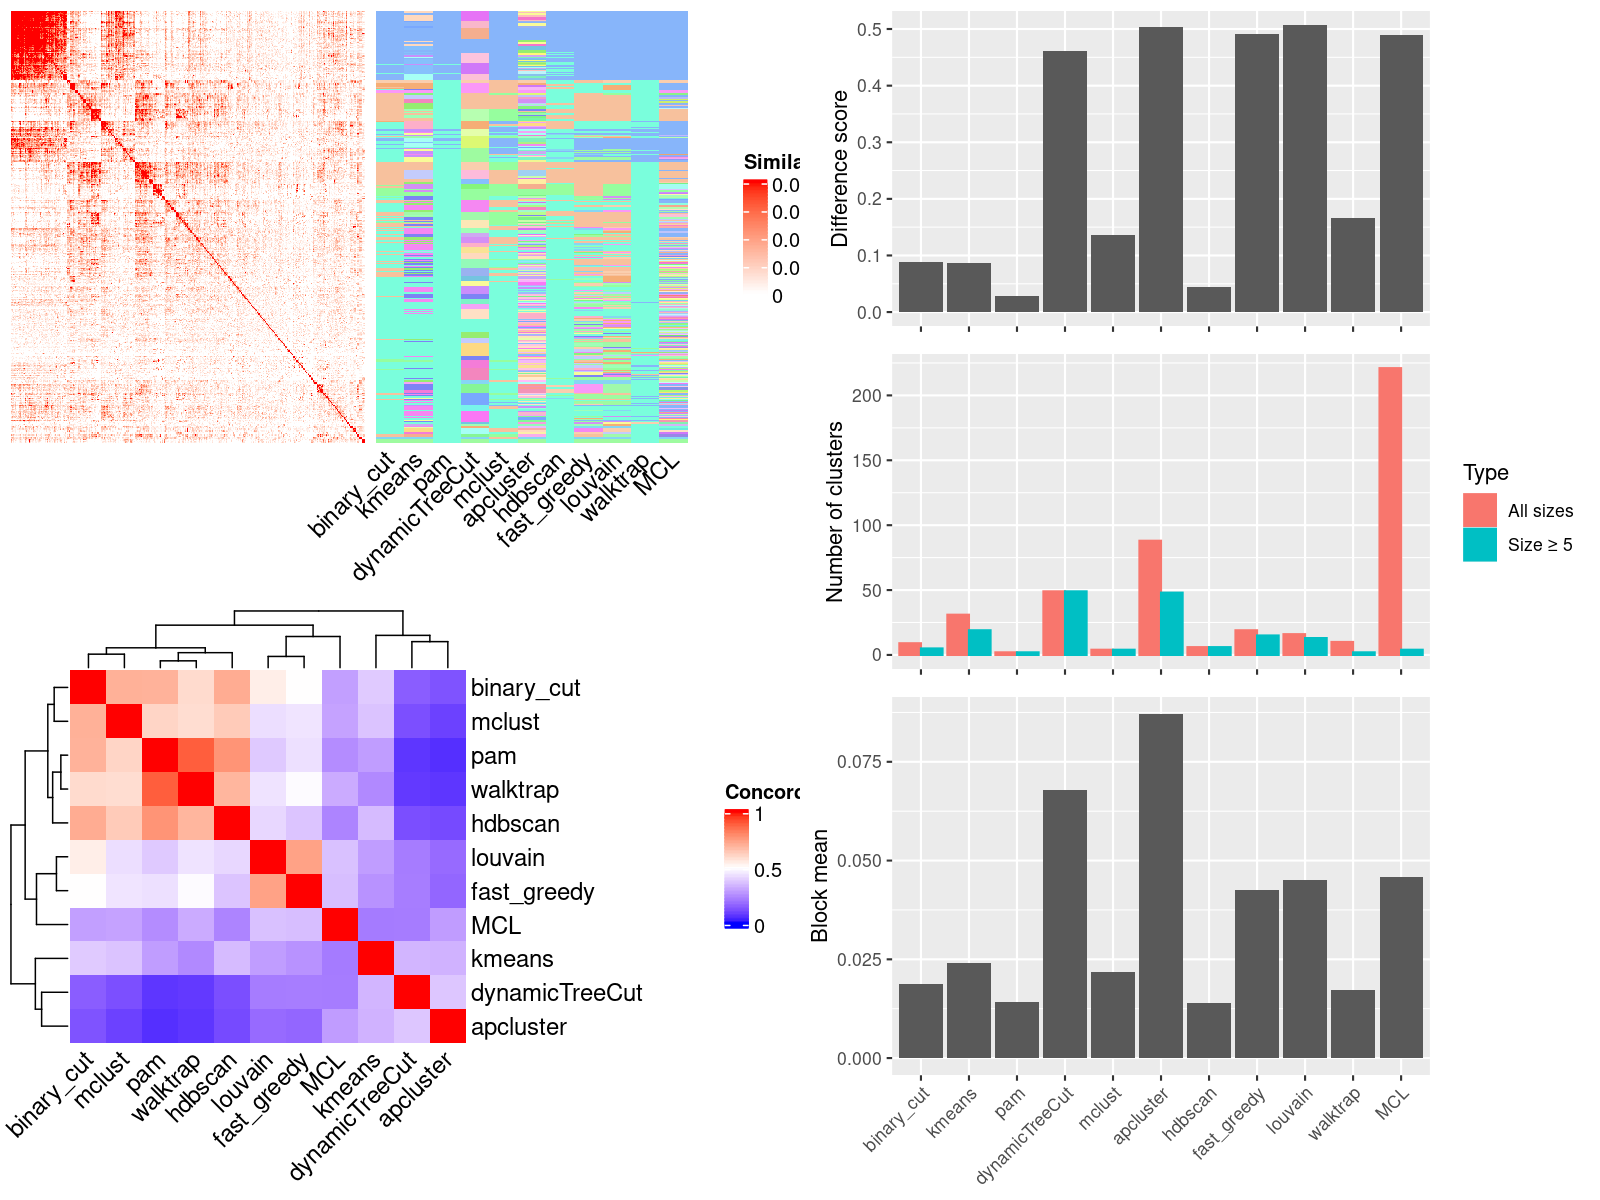 Simila
0.0
0.0
0.0
0.0
0
binary_cut
kmeans
pam
dynamicTreeCut
mclust
apcluster
hdbscan
fast_greedy
louvain
walktrap
MCL
binary_cut
mclust
pam
walktrap
hdbscan
louvain
fast_greedy
MCL
kmeans
dynamicTreeCut
apcluster
binary_cut
mclust
pam
walktrap
hdbscan
louvain
fast_greedy
MCL
kmeans
dynamicTreeCut
apcluster
Concord
1
0.5
0
Difference score
0.5
0.4
0.3
0.2
0.1
0.0
Number of clusters
200
150
100
50
0
Type
All sizes
Size ≥ 5
Block mean
0.075
0.050
0.025
0.000
binary_cut
kmeans
pam
dynamicTreeCut
mclust
apcluster
hdbscan
fast_greedy
louvain
walktrap
MCL